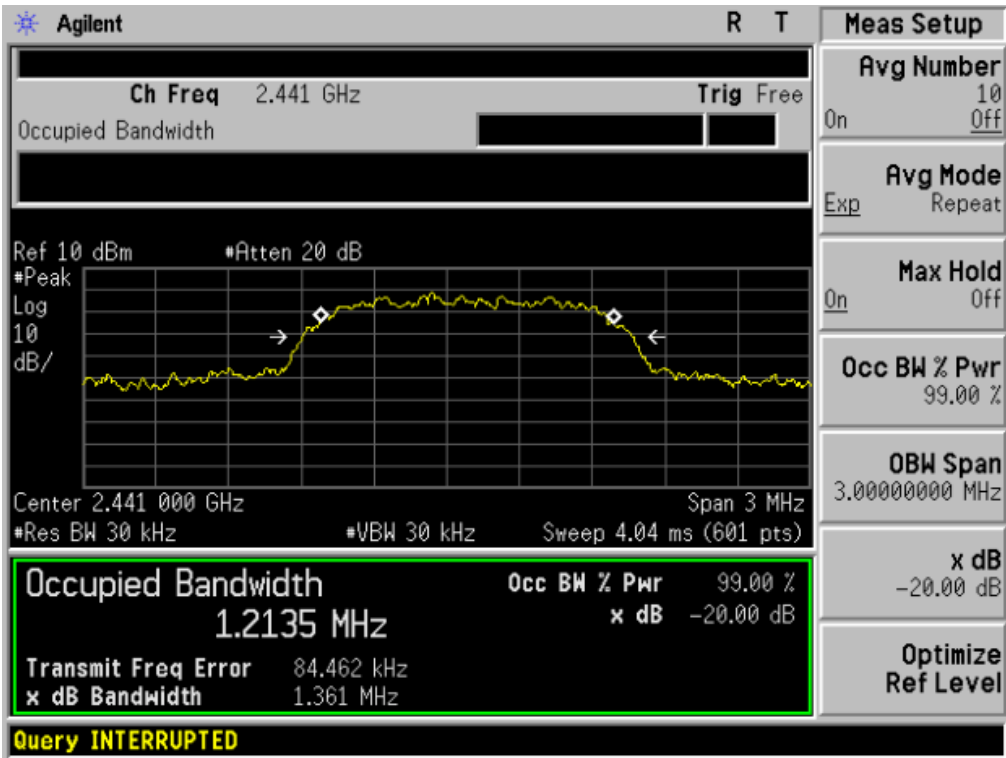 Agilent R T
Ch Freq 2.441 GHz Trig Free
Occupied Bandwidth
Ref 10 dBm #Atten 20 dB
#Peak
Log
10
dB/
Center 2.441 000 GHz Span 3 MHz
#Res BW 30 kHz #VBW 30 kHz Sweep 4.04 ms (601 pts)
Occupied Bandwidth Occ BW % Pwr 99.00 %
1.2135 MHz x dB -20.00 dB
Transmit Freq Error 84.462 kHz
x dB Bandwidth 1.361 MHz
Query INTERRUPTED
Meas Setup
Avg Number
10
On Off
Avg Mode
Exp Repeat
Max Hold
On Off
Occ BW % Pwr
99.00 %
OBW Span
3.00000000 MHz
x dB
-20.00 dB
Optimize
Ref Level